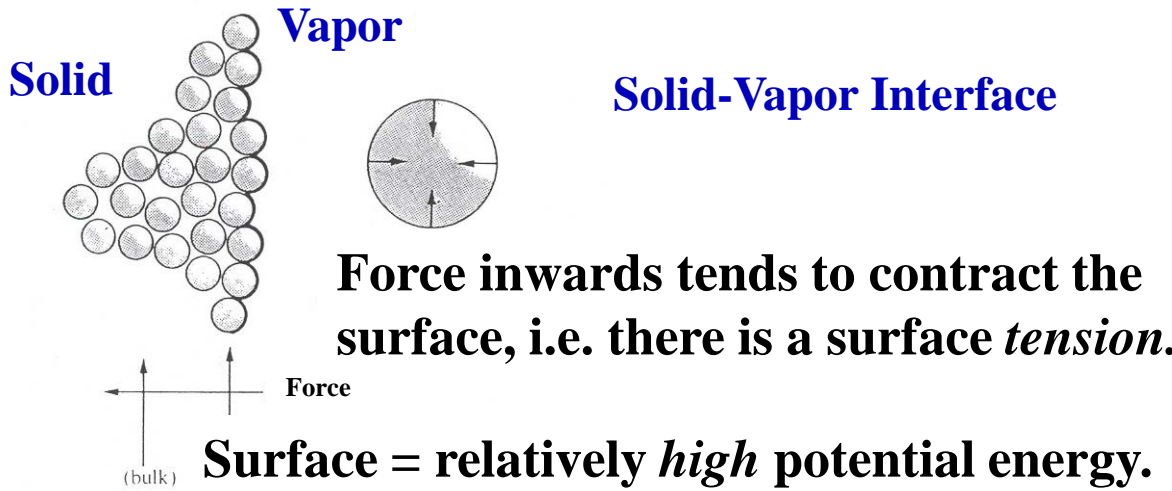 Vapor
Solid
Solid-Vapor Interface
Force inwards tends to contract the
surface, i.e. there is a surface tension.
Force
(bulk)
Surface = relatively high potential energy.